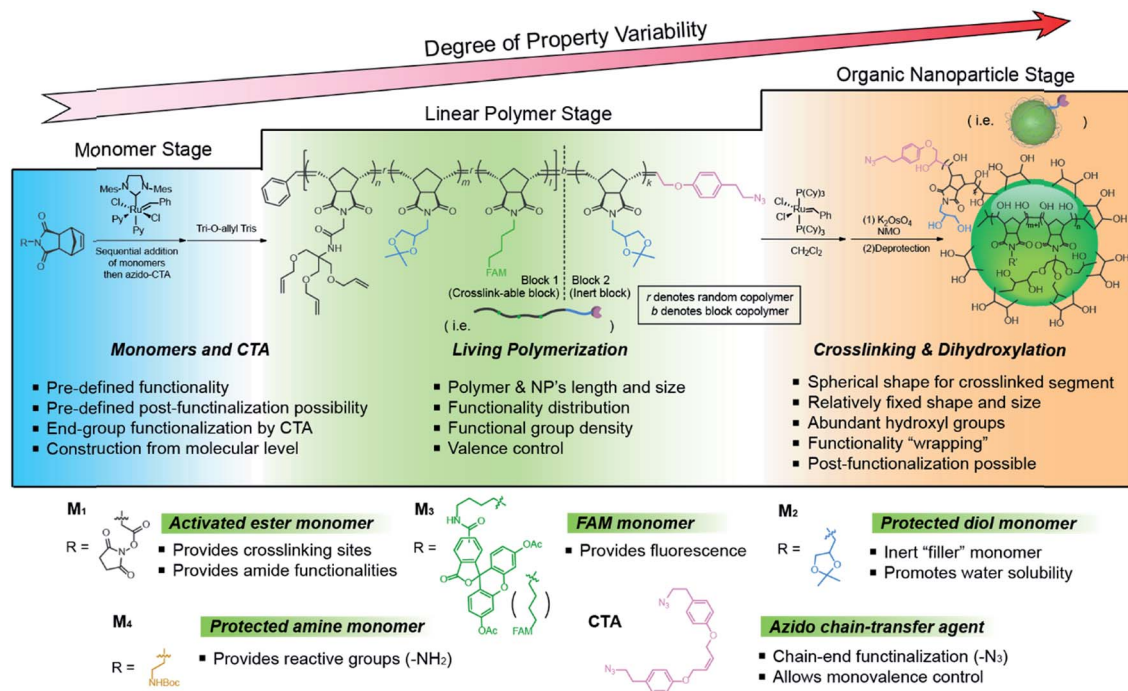 Degree of Property Variability
Organic Nanoparticle Stage
Linear Polymer Stage
Monomer Stage
( i.e. )
Mes N N Mes
Cl
Ru Ph
Cl
Py
Py
R-N
O
O
Sequential addition
of monomers
then azido-CTA
Tri-O-allyl Tris
n
r
m
r
l
b
k
O
N
O
HN
O
FAM
N3
Block 1
(Crosslink-able block)
Block 2
(Inert block)
( i.e. )
r denotes random copolymer
b denotes block copolymer
P(Cy)3
Cl
Ru Ph
Cl
P(Cy)3
CH2Cl2
(1) K2OsO4
NMO
(2)Deprotection
N3
OH
HO
m+l
n
R'
Monomers and CTA
▪ Pre-defined functionality
▪ Pre-defined post-functinalization possibility
▪ End-group functionalization by CTA
▪ Construction from molecular level
Living Polymerization
▪ Polymer & NP's length and size
▪ Functionality distribution
▪ Functional group density
▪ Valence control
Crosslinking & Dihydroxylation
▪ Spherical shape for crosslinked segment
▪ Relatively fixed shape and size
▪ Abundant hydroxyl groups
▪ Functionality “wrapping”
▪ Post-functionalization possible
M1
R =
Activated ester monomer
▪ Provides crosslinking sites
▪ Provides amide functionalities
M3
R =
HN
O
OAc
OAc
FAM
FAM monomer
▪ Provides fluorescence
M2
R =
Protected diol monomer
▪ Inert “filler” monomer
▪ Promotes water solubility
M4
R =
NHBoc
Protected amine monomer
▪ Provides reactive groups (-NH2)
CTA
N3
O
O
N3
Azido chain-transfer agent
▪ Chain-end functinalization (-N3)
▪ Allows monovalence control